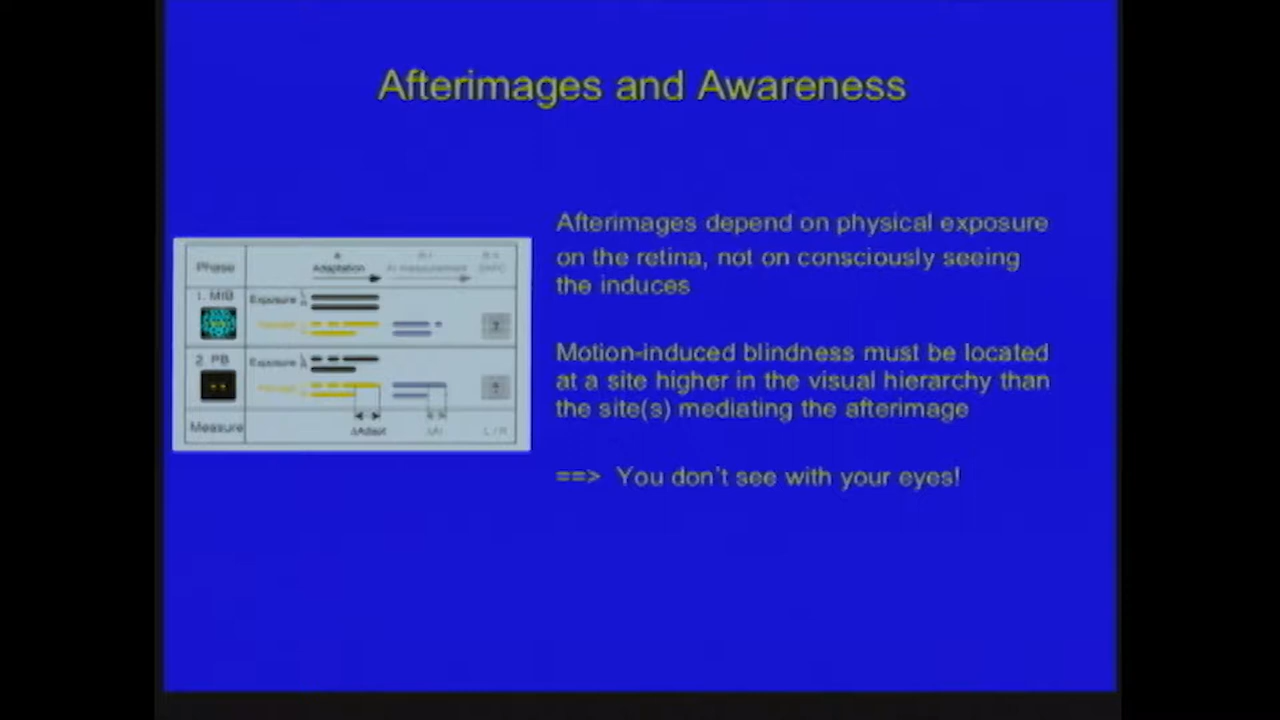 Afterimages and Awareness
Afterimages depend on physical exposure
on the retina, not on consciously seeing
the induces
Motion-induced blindness must be located
at a site higher in the visual hierarchy than
the site(s) mediating the afterimage
==> You don't see with your eyes!
Phase
Adaptation
1. MIB
Exposure
2. PB
Exposure
Measure
ΔAdapt
L / R